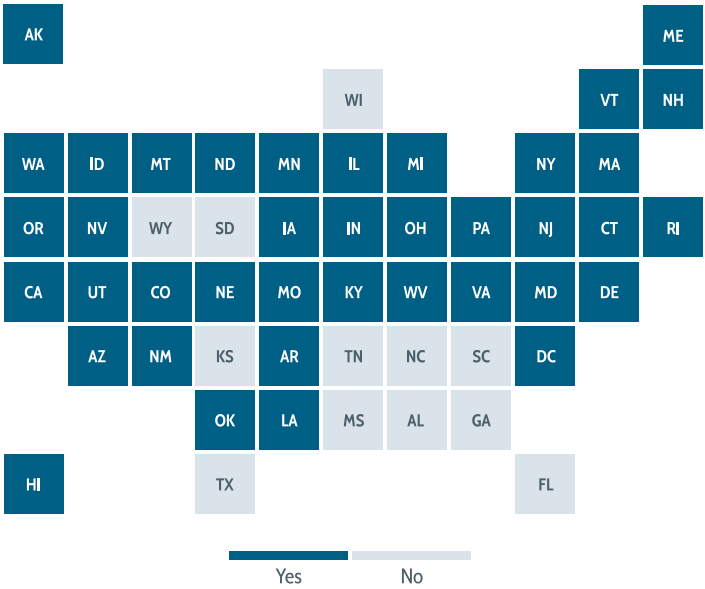 AK ME
WI VT NH
WA ID MT ND MN IL MI NY MA
OR NV WY SD IA IN OH PA NJ CT RI
CA UT CO NE MO KY WV VA MD DE
AZ NM KS AR TN NC SC DC
OK LA MS AL GA
HI TX FL
Yes No